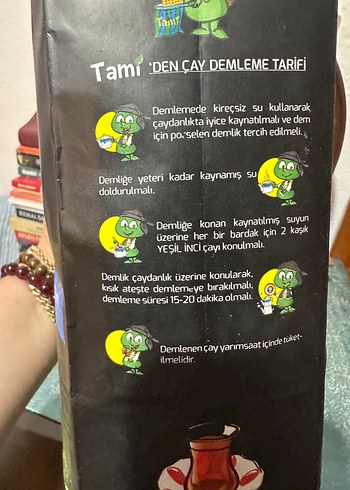 Tami
Tami 'DEN ÇAY DEMLEME TARİFİ
Demlemede kireçsiz su kullanarak
çaydanlıkta iyice kaynatılmalı ve dem
için porselen demlik tercih edilmeli.
Demliğe yeteri kadar kaynamış su
doldurulmalı.
Demliğe konan kaynatılmış suyun
üzerine her bir bardak için 2 kaşık
YEŞİL İNCİ çayı konulmalı.
Demlik çaydanlık üzerine konularak,
kısık ateşte demlemeye bırakılmalı,
demleme süresi 15-20 dakika olmalı.
Demlenen çay yarımsaat içinde tüket-
ilmelidir.